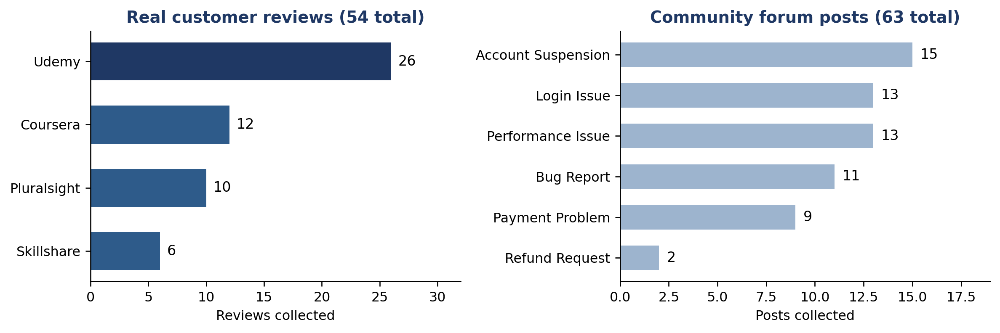 Real customer reviews (54 total)
Udemy 26
Coursera 12
Pluralsight 10
Skillshare 6
0 5 10 15 20 25 30
Reviews collected
Community forum posts (63 total)
Account Suspension 15
Login Issue 13
Performance Issue 13
Bug Report 11
Payment Problem 9
Refund Request 2
0.0 2.5 5.0 7.5 10.0 12.5 15.0 17.5
Posts collected